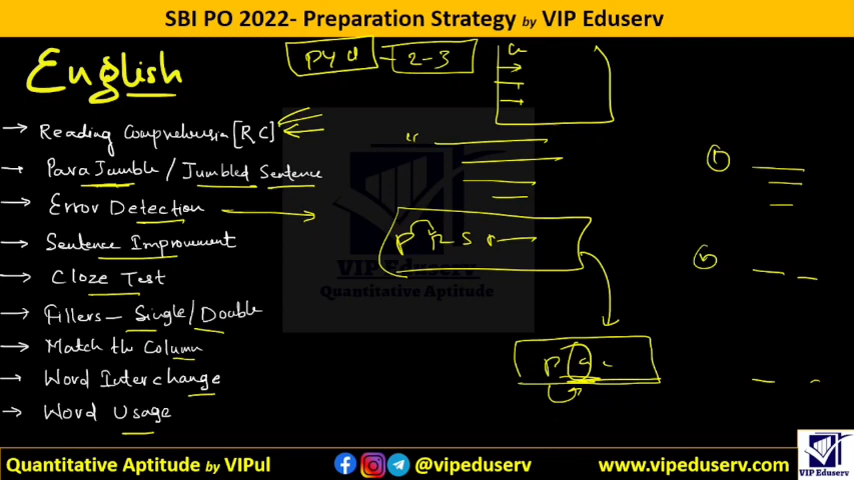 SBI PO 2022- Preparation Strategy by VIP Eduserv
English
PYQ - 2-3
Reading Comprehension [RC]
Para Jumble / Jumbled Sentence
Error Detection
Sentence Improvement
Cloze Test
Fillers - Single/Double
Match the Column
Word Interchange
Word Usage
①
VIP Eduserv
Quantitative Aptitude
Quantitative Aptitude by VIPul
@vipeduserv
www.vipeduserv.com
VIP Eduserv